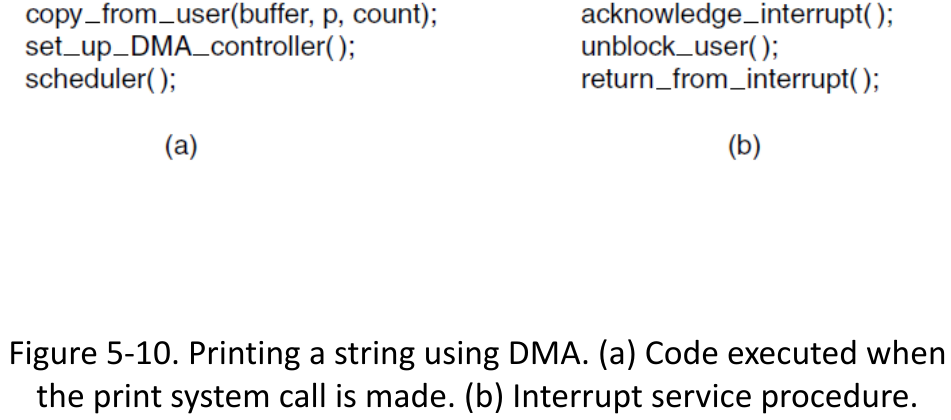 copy_from_user(buffer, p, count);
set_up_DMA_controller( );
scheduler( );
(a)
acknowledge_interrupt( );
unblock_user( );
return_from_interrupt( );
(b)
Figure 5-10. Printing a string using DMA. (a) Code executed when
the print system call is made. (b) Interrupt service procedure.